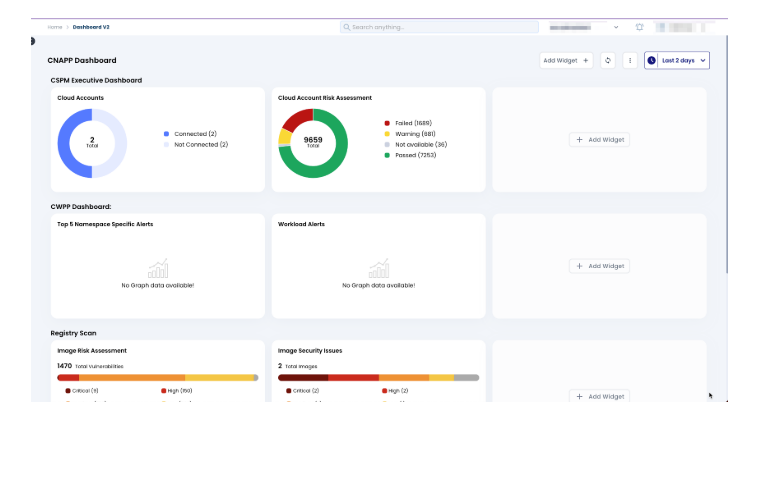 Home > Dashboard V2
Search anything...
CNAPP Dashboard
Add Widget +
Last 2 days
CSPM Executive Dashboard
Cloud Accounts
2
Total
Connected (2)
Not Connected (2)
Cloud Account Risk Assessment
9659
Total
Failed (1689)
Warning (681)
Not available (36)
Passed (7253)
+ Add Widget
CWPP Dashboard:
Top 5 Namespace Specific Alerts
No Graph data available!
Workload Alerts
No Graph data available!
+ Add Widget
Registry Scan
Image Risk Assessment
1470 Total Vulnerabilities
Critical (9)
High (150)
Image Security Issues
2 Total Images
Critical (2)
High (2)
+ Add Widget